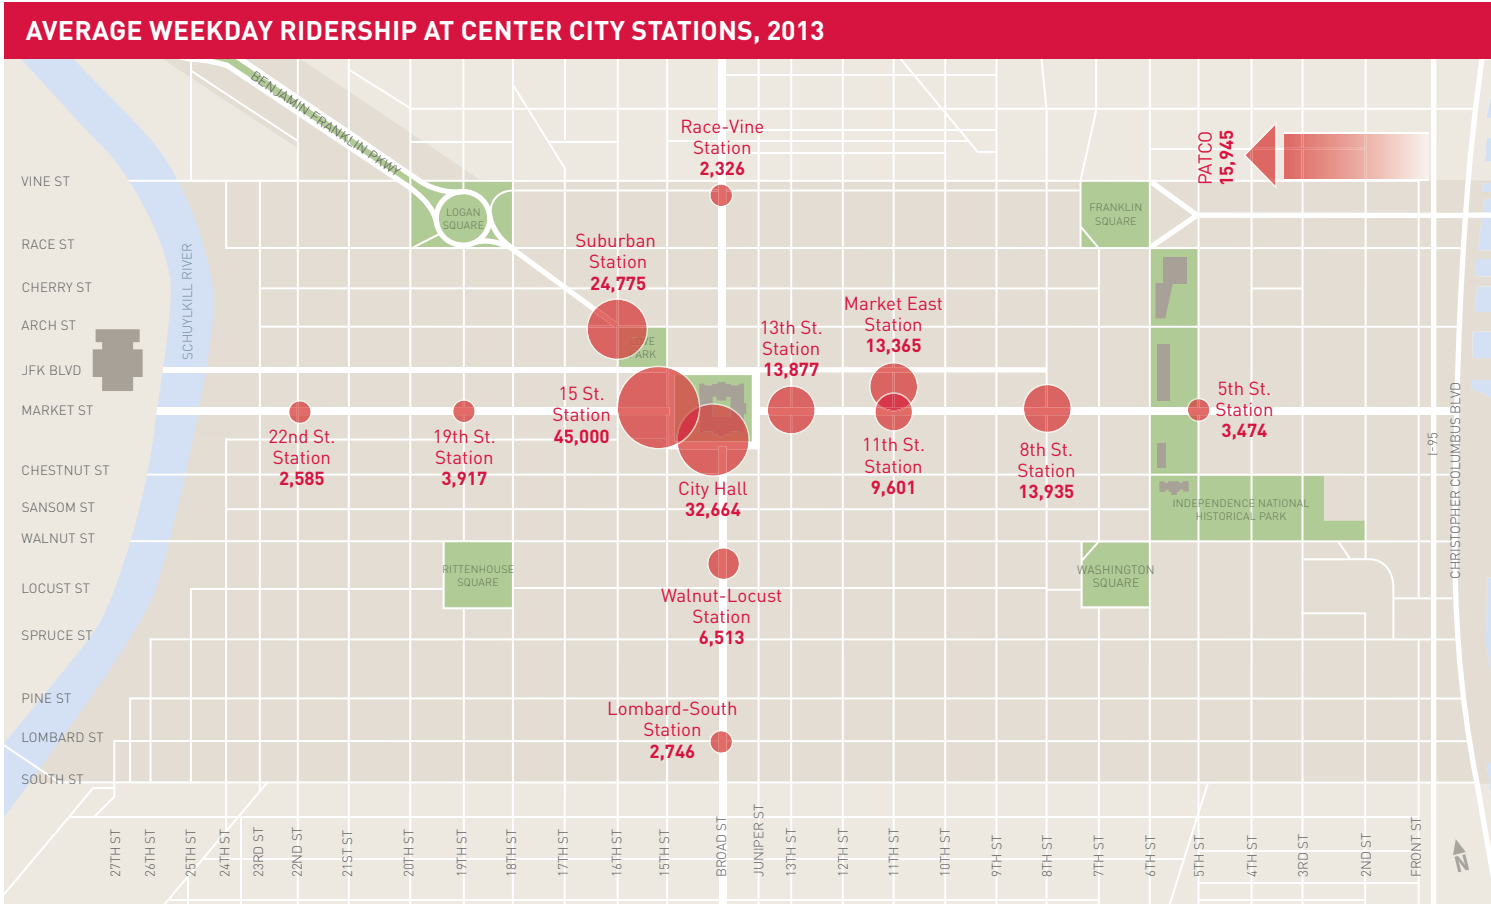 AVERAGE WEEKDAY RIDERSHIP AT CENTER CITY STATIONS, 2013
BENJAMIN FRANKLIN PKWY
Race-Vine
Station
2,326
PATCO
15,945
VINE ST
RACE ST
CHERRY ST
ARCH ST
JFK BLVD
MARKET ST
CHESTNUT ST
SANSOM ST
WALNUT ST
LOCUST ST
SPRUCE ST
PINE ST
LOMBARD ST
SOUTH ST
SCHUYLKILL RIVER
LOGAN
SQUARE
FRANKLIN
SQUARE
Suburban
Station
24,775
LOVE
PARK
Market East
Station
13,365
13th St.
Station
13,877
15 St.
Station
45,000
5th St.
Station
3,474
22nd St.
Station
2,585
19th St.
Station
3,917
11th St.
Station
9,601
8th St.
Station
13,935
City Hall
32,664
INDEPENDENCE NATIONAL
HISTORICAL PARK
RITTENHOUSE
SQUARE
WASHINGTON
SQUARE
Walnut-Locust
Station
6,513
Lombard-South
Station
2,746
I-95
CHRISTOPHER COLUMBUS BLVD
27TH ST
26TH ST
25TH ST
24TH ST
23RD ST
22ND ST
21ST ST
20TH ST
19TH ST
18TH ST
17TH ST
16TH ST
15TH ST
BROAD ST
JUNIPER ST
13TH ST
12TH ST
11TH ST
10TH ST
9TH ST
8TH ST
7TH ST
6TH ST
5TH ST
4TH ST
3RD ST
2ND ST
FRONT ST
N